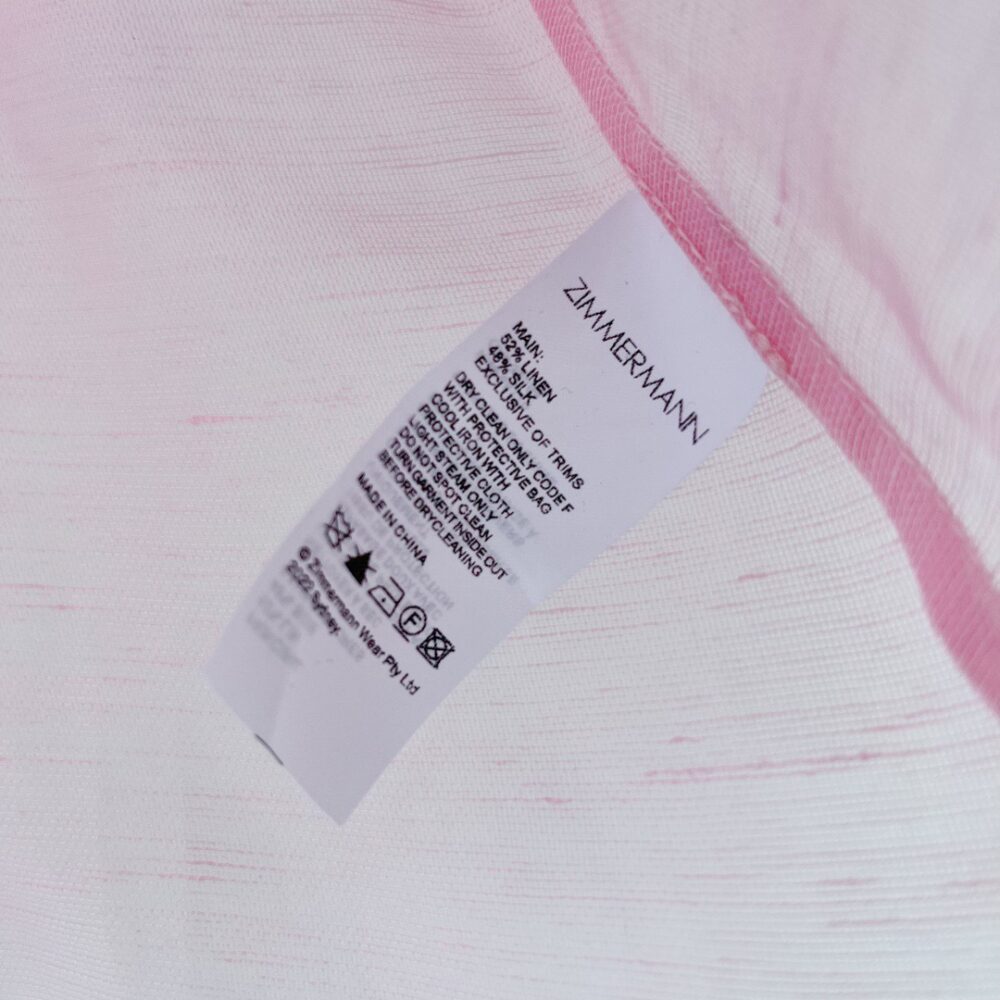 ZIMMERMANN
MAIN:
52% LINEN
48% SILK
EXCLUSIVE OF TRIMS
DRY CLEAN ONLY CODE F
WITH PROTECTIVE BAG
COOL IRON WITH
PROTECTIVE CLOTH
LIGHT STEAM ONLY
DO NOT SPOT CLEAN
TURN GARMENT INSIDE OUT
BEFORE DRYCLEANING
MADE IN CHINA
F
© Zimmermann Wear Pty Ltd
2022 Sydney.